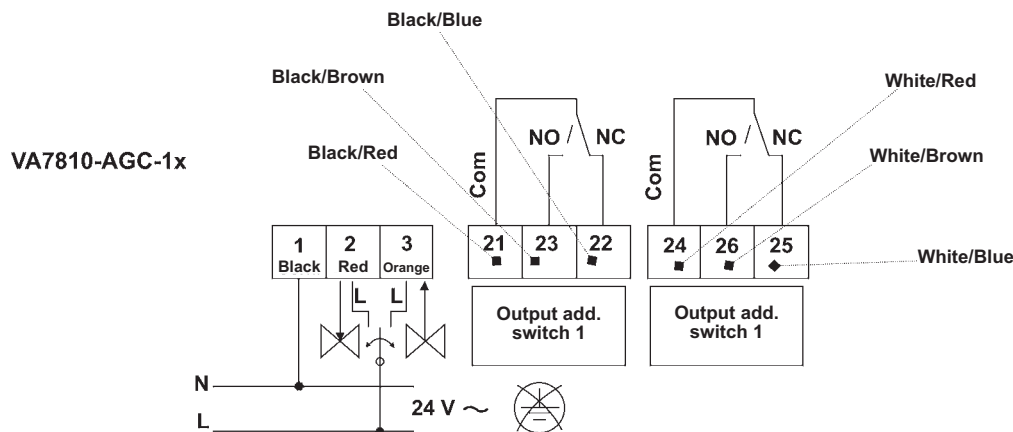 Black/Blue
Black/Brown
White/Red
NO / NC
NO / NC
Black/Red
White/Brown
VA7810-AGC-1x
Com
Com
1
2
3
21
23
22
24
26
25
Black
Red
Orange
White/Blue
L
L
Output add.
switch 1
Output add.
switch 1
N
24 V ~
L